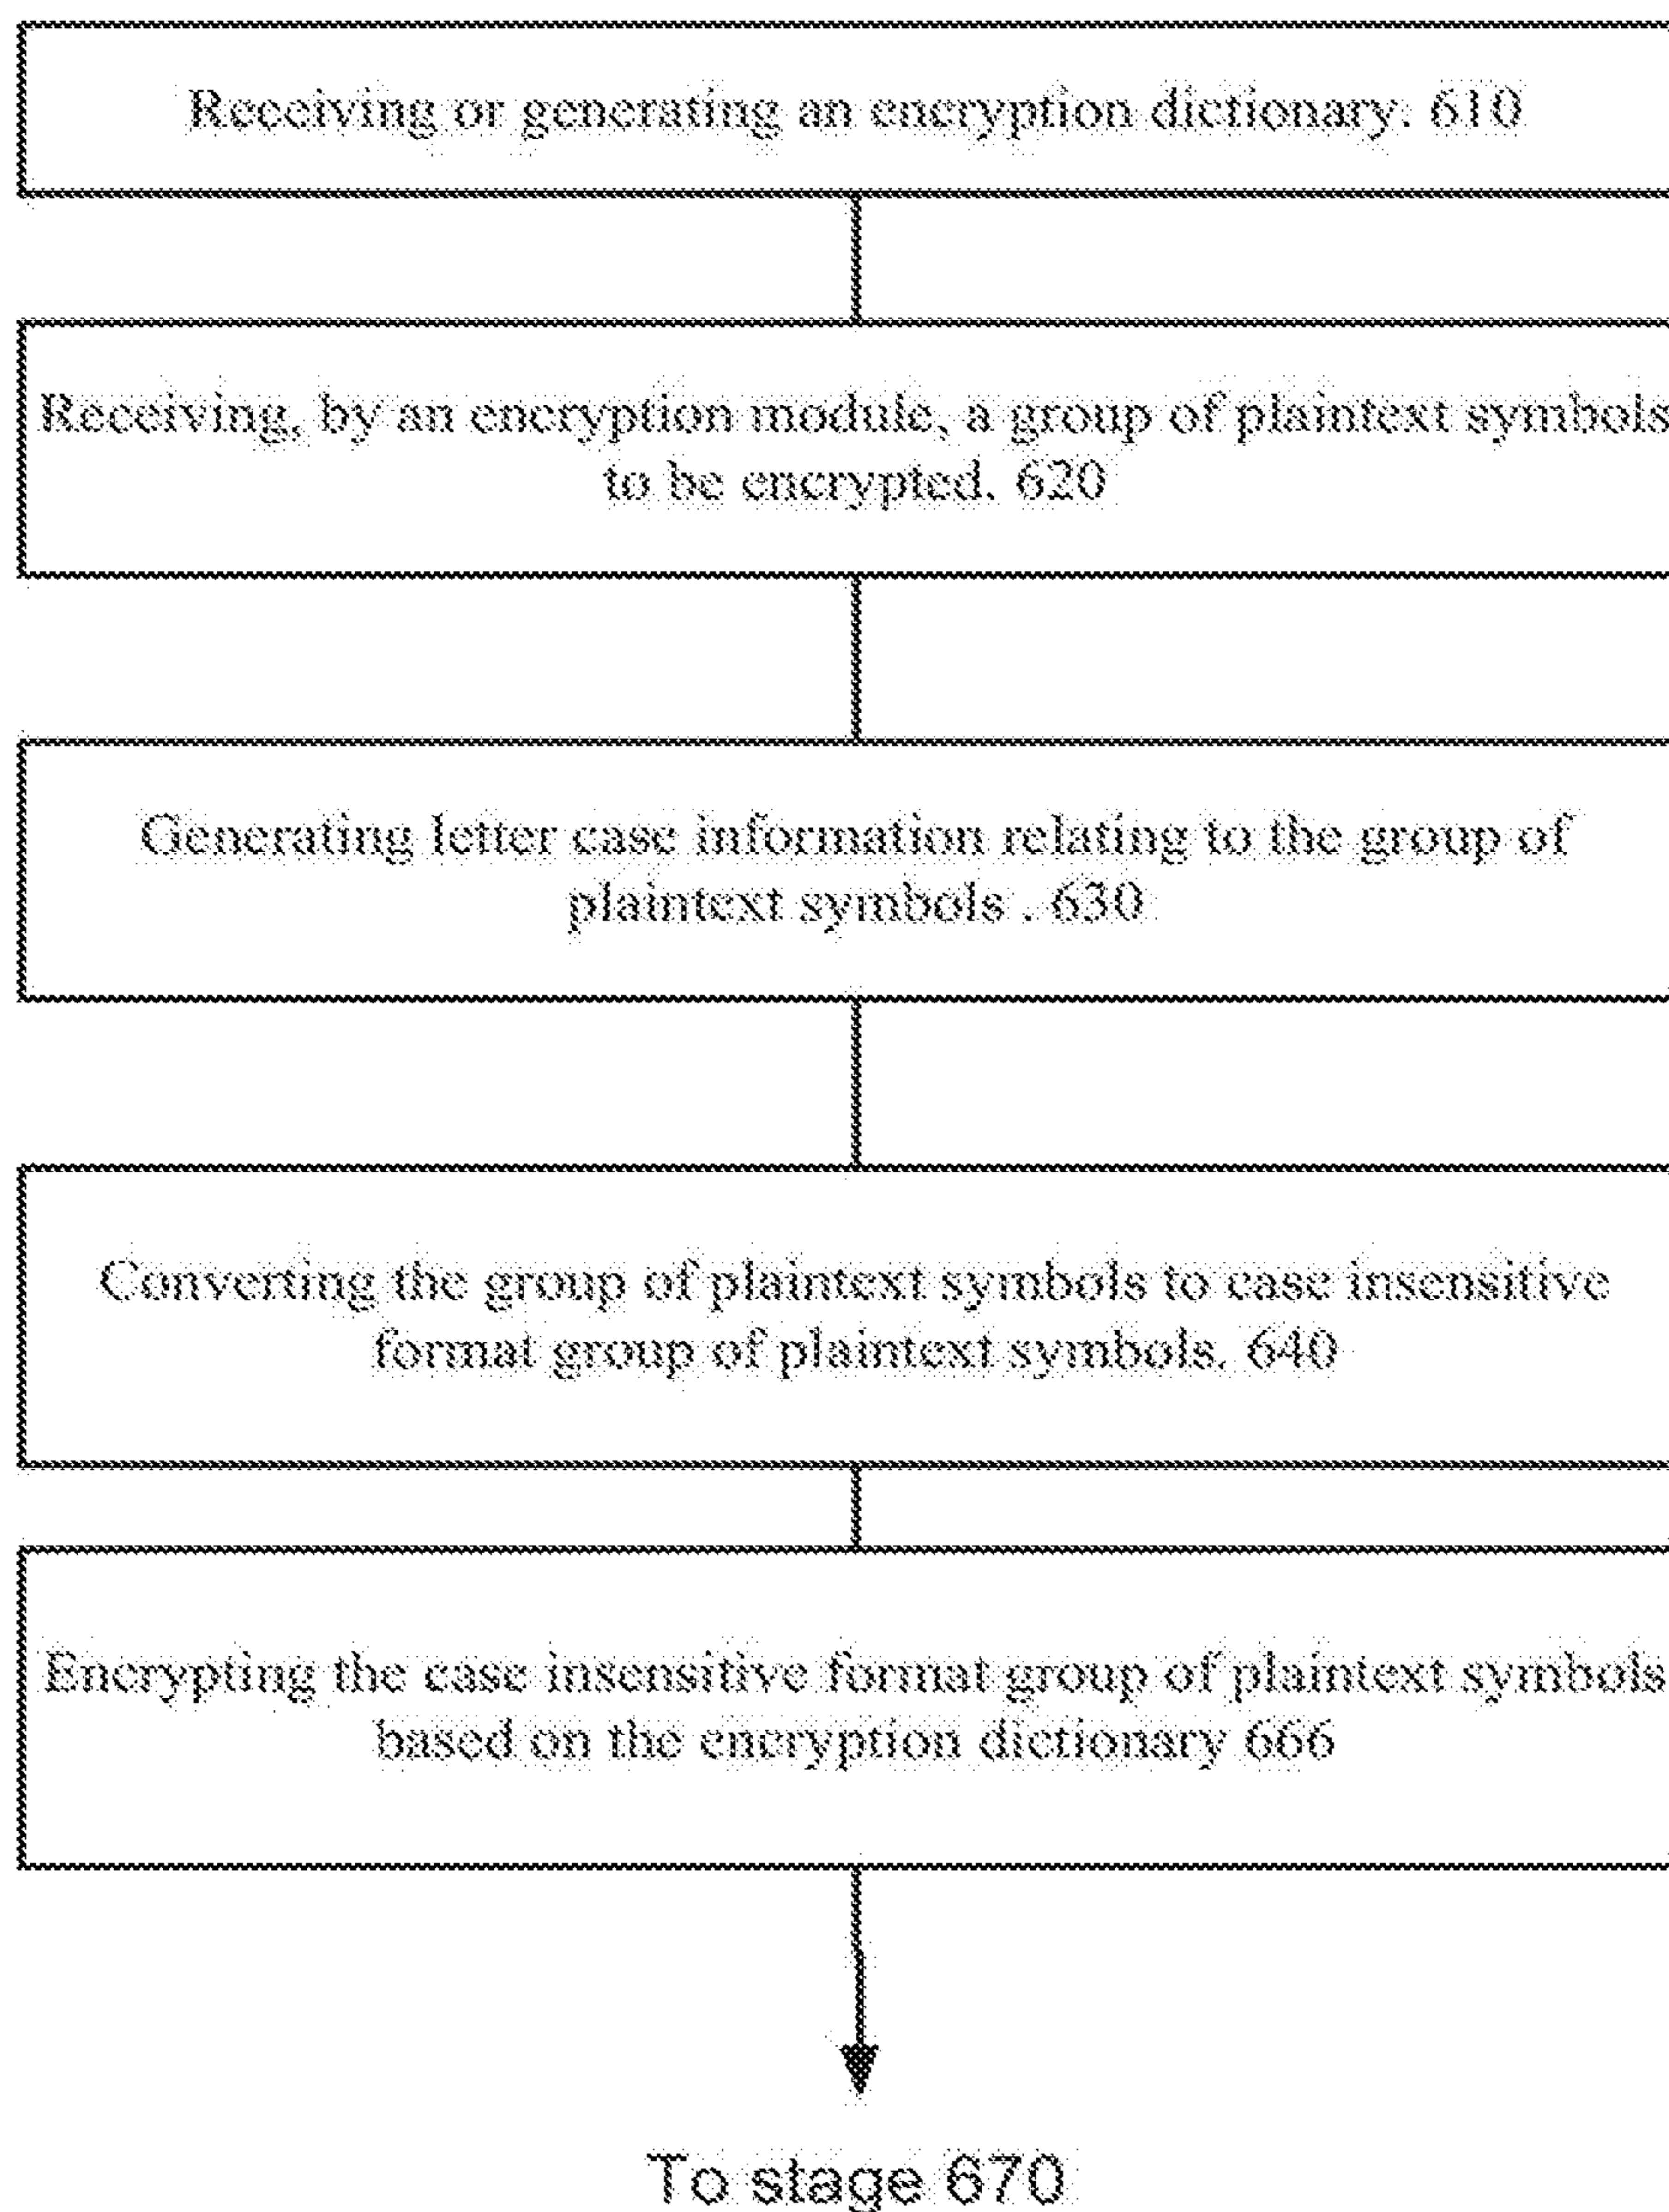 Receiving or generating an encryption dictionary. 610
Receiving, by an encryption module, a group of plaintext symbols
to be encrypted. 620
Generating letter case information relating to the group of
plaintext symbols . 630
Converting the group of plaintext symbols to case insensitive
format group of plaintext symbols. 640
Encrypting the case insensitive format group of plaintext symbols
based on the encryption dictionary 666
To stage 670